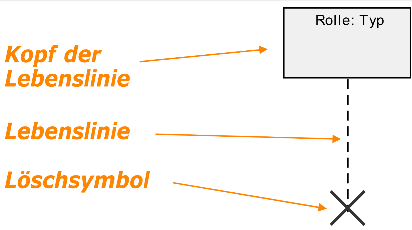 Rolle: Typ
Kopf der
Lebenslinie
Lebenslinie
Löschsymbol